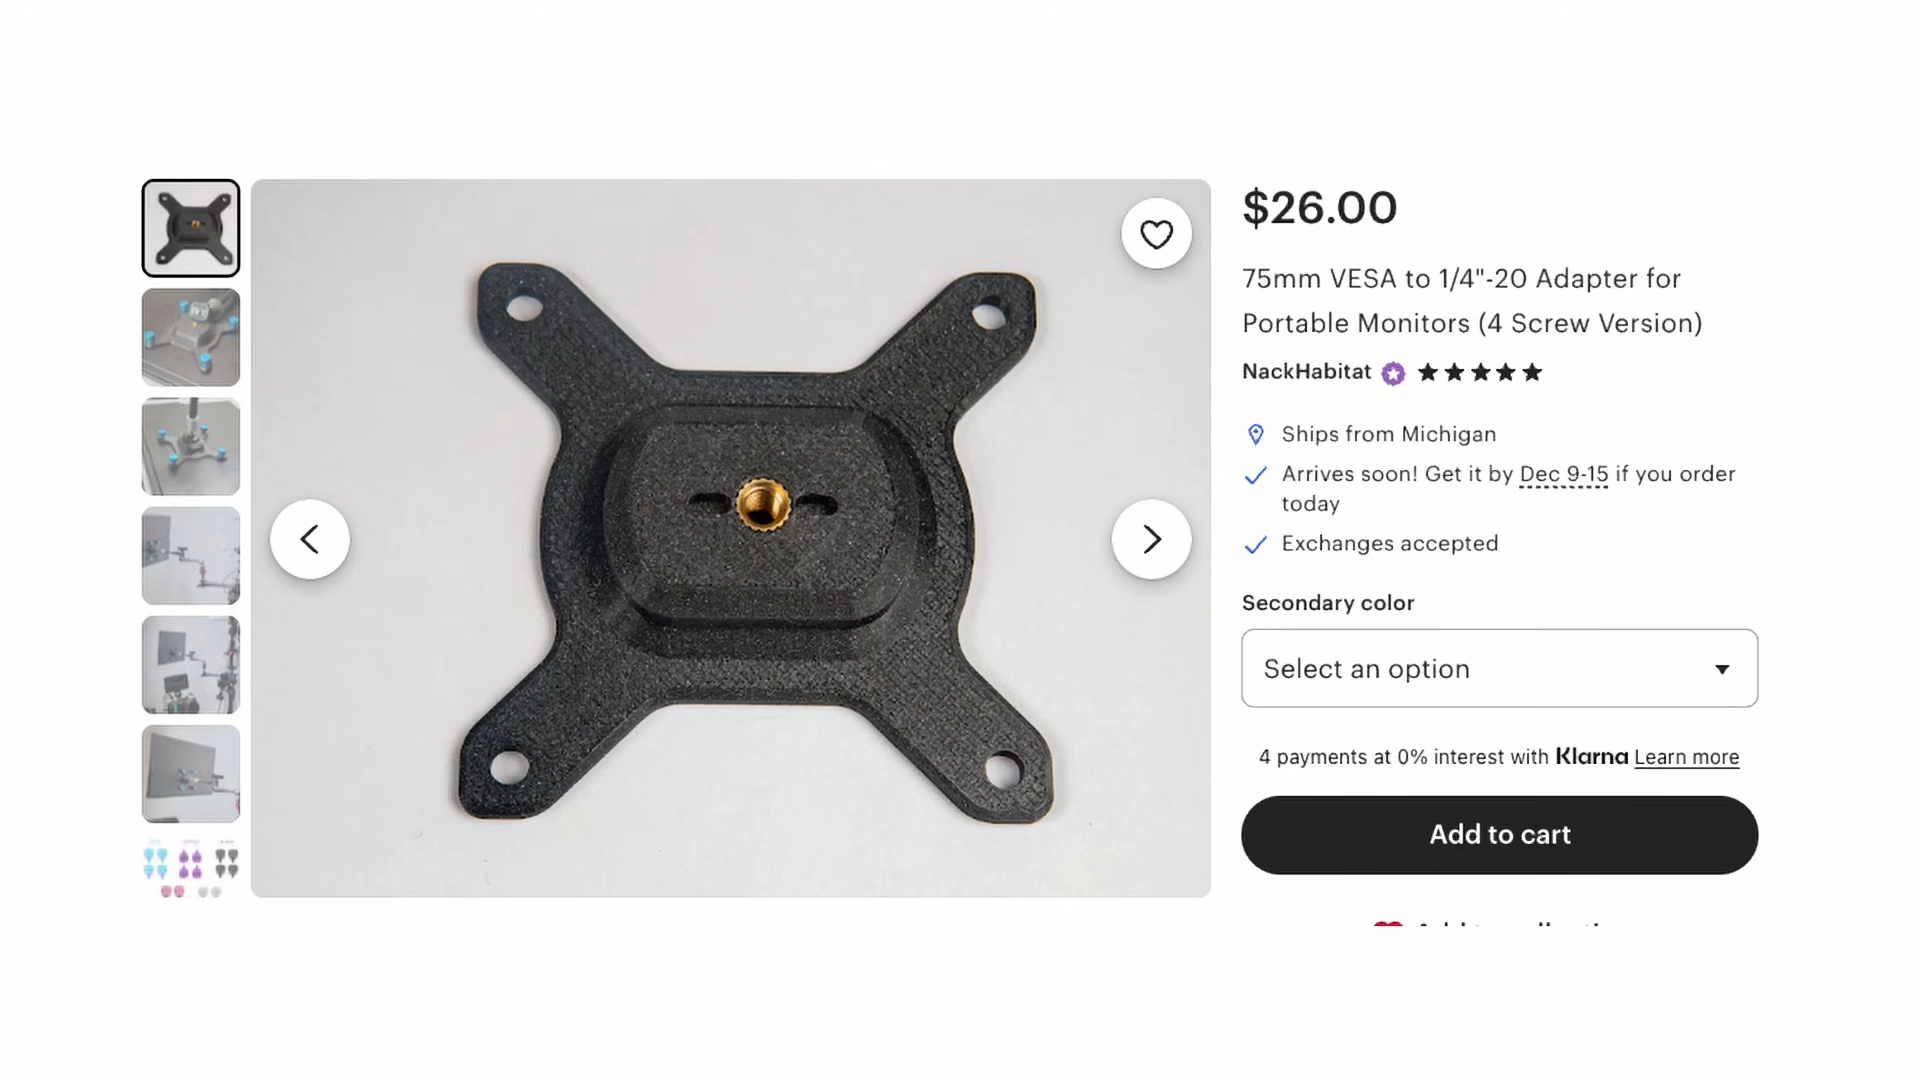 $26.00
75mm VESA to 1/4"-20 Adapter for
Portable Monitors (4 Screw Version)
NackHabitat
Ships from Michigan
Arrives soon! Get it by Dec 9-15 if you order
today
Exchanges accepted
Secondary color
Select an option
4 payments at 0% interest with Klarna Learn more
Add to cart